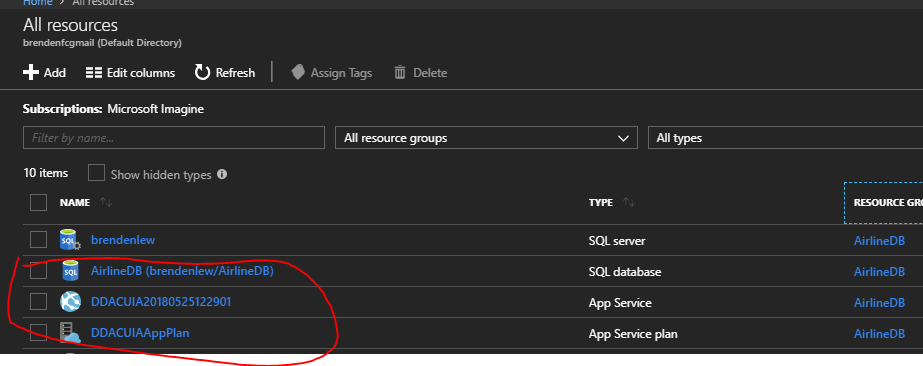 Home > All resources
All resources
brendenfcgmail (Default Directory)
Add Edit columns Refresh Assign Tags Delete
Subscriptions: Microsoft Imagine
Filter by name... All resource groups All types
10 items Show hidden types
NAME TYPE RESOURCE GRO
SQL brendenlew SQL server AirlineDB
SQL AirlineDB (brendenlew/AirlineDB) SQL database AirlineDB
DDACUIA20180525122901 App Service AirlineDB
DDACUIAAppPlan App Service plan AirlineDB